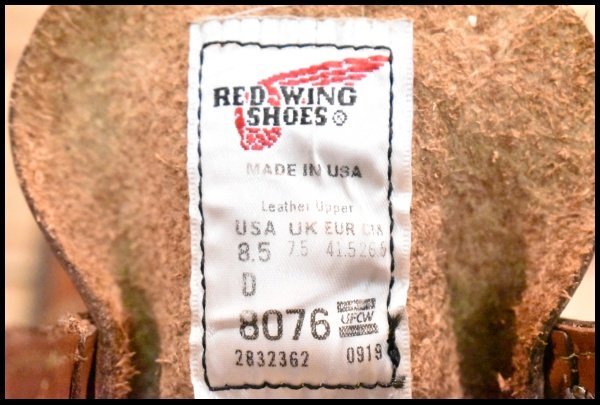 RED WING
SHOES ®
MADE IN USA
Leather Upper
USA UK EUR
8.5 7.5 41.5 26.5
D
8076 UFCW
2832362 0919